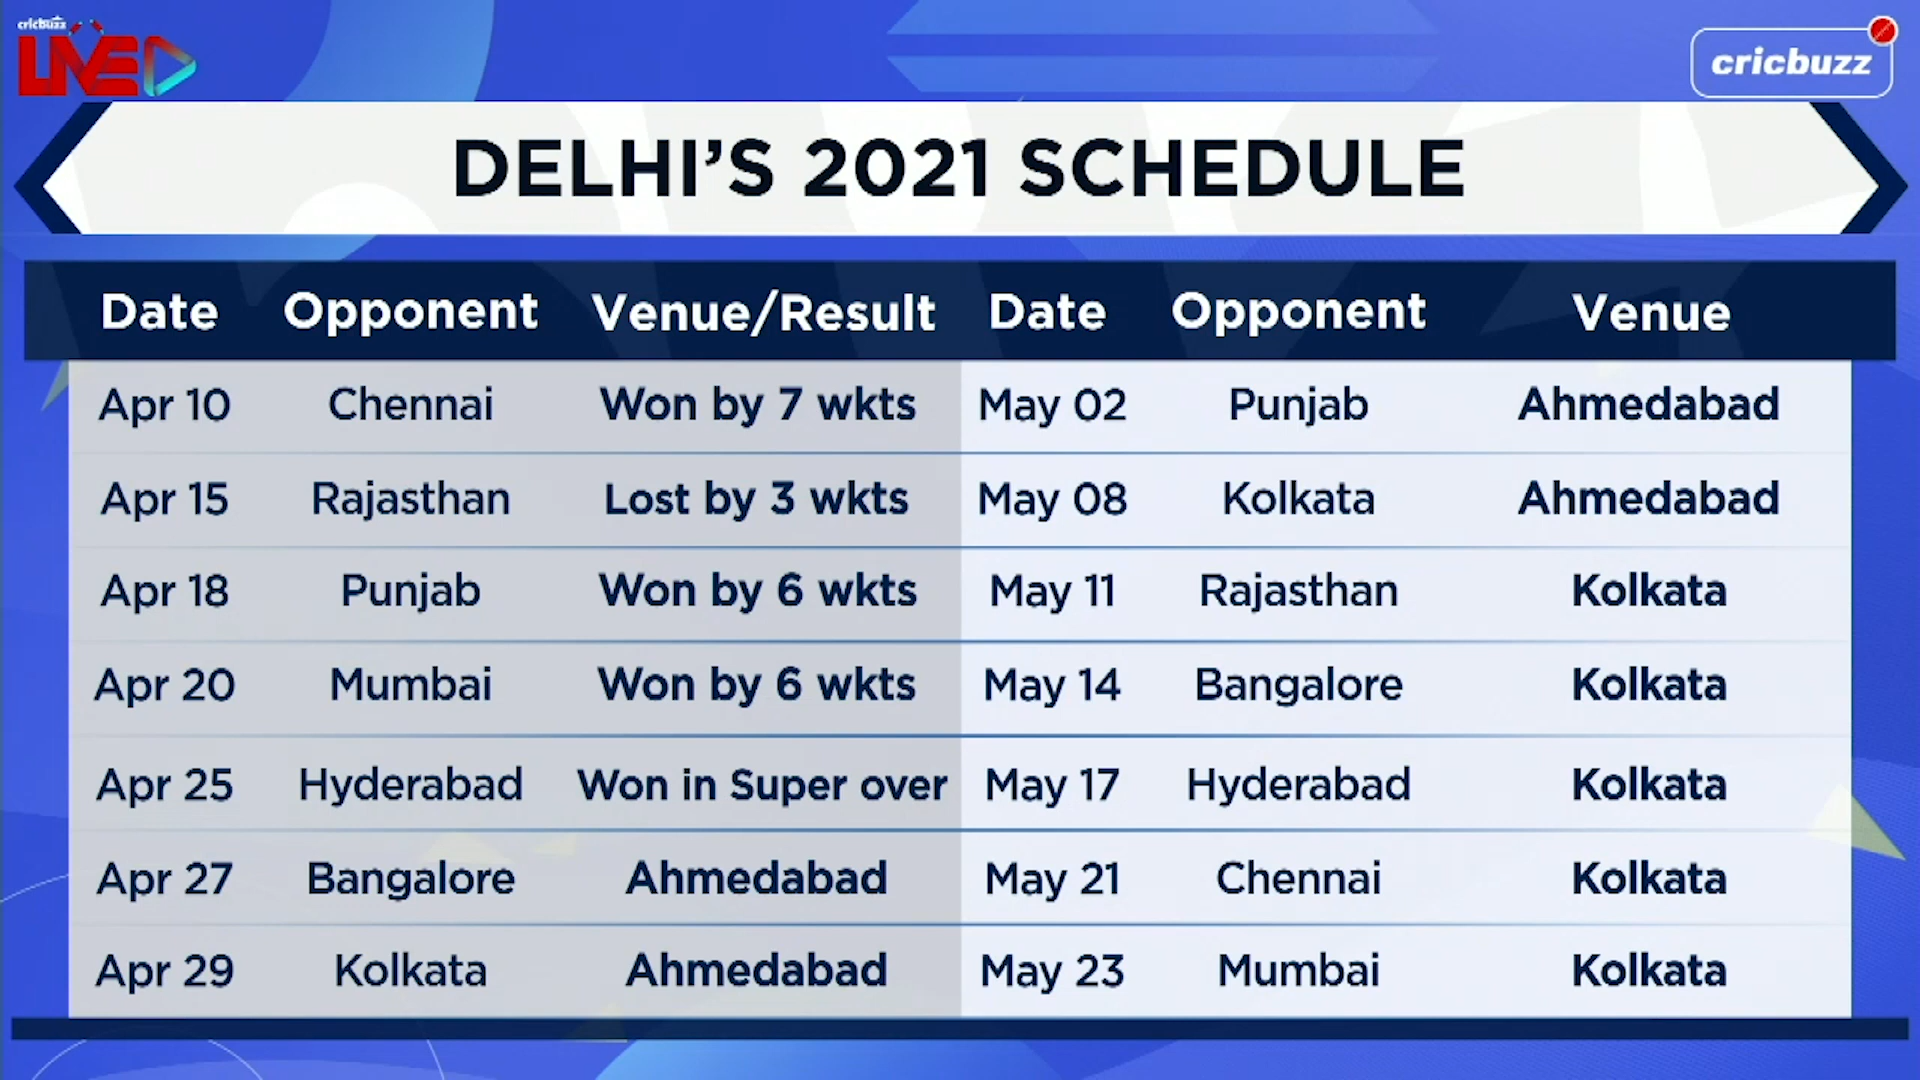 cricbuzz
LIVE
cricbuzz
DELHI'S 2021 SCHEDULE
Date Opponent Venue/Result Date Opponent Venue
Apr 10 Chennai Won by 7 wkts May 02 Punjab Ahmedabad
Apr 15 Rajasthan Lost by 3 wkts May 08 Kolkata Ahmedabad
Apr 18 Punjab Won by 6 wkts May 11 Rajasthan Kolkata
Apr 20 Mumbai Won by 6 wkts May 14 Bangalore Kolkata
Apr 25 Hyderabad Won in Super over May 17 Hyderabad Kolkata
Apr 27 Bangalore Ahmedabad May 21 Chennai Kolkata
Apr 29 Kolkata Ahmedabad May 23 Mumbai Kolkata